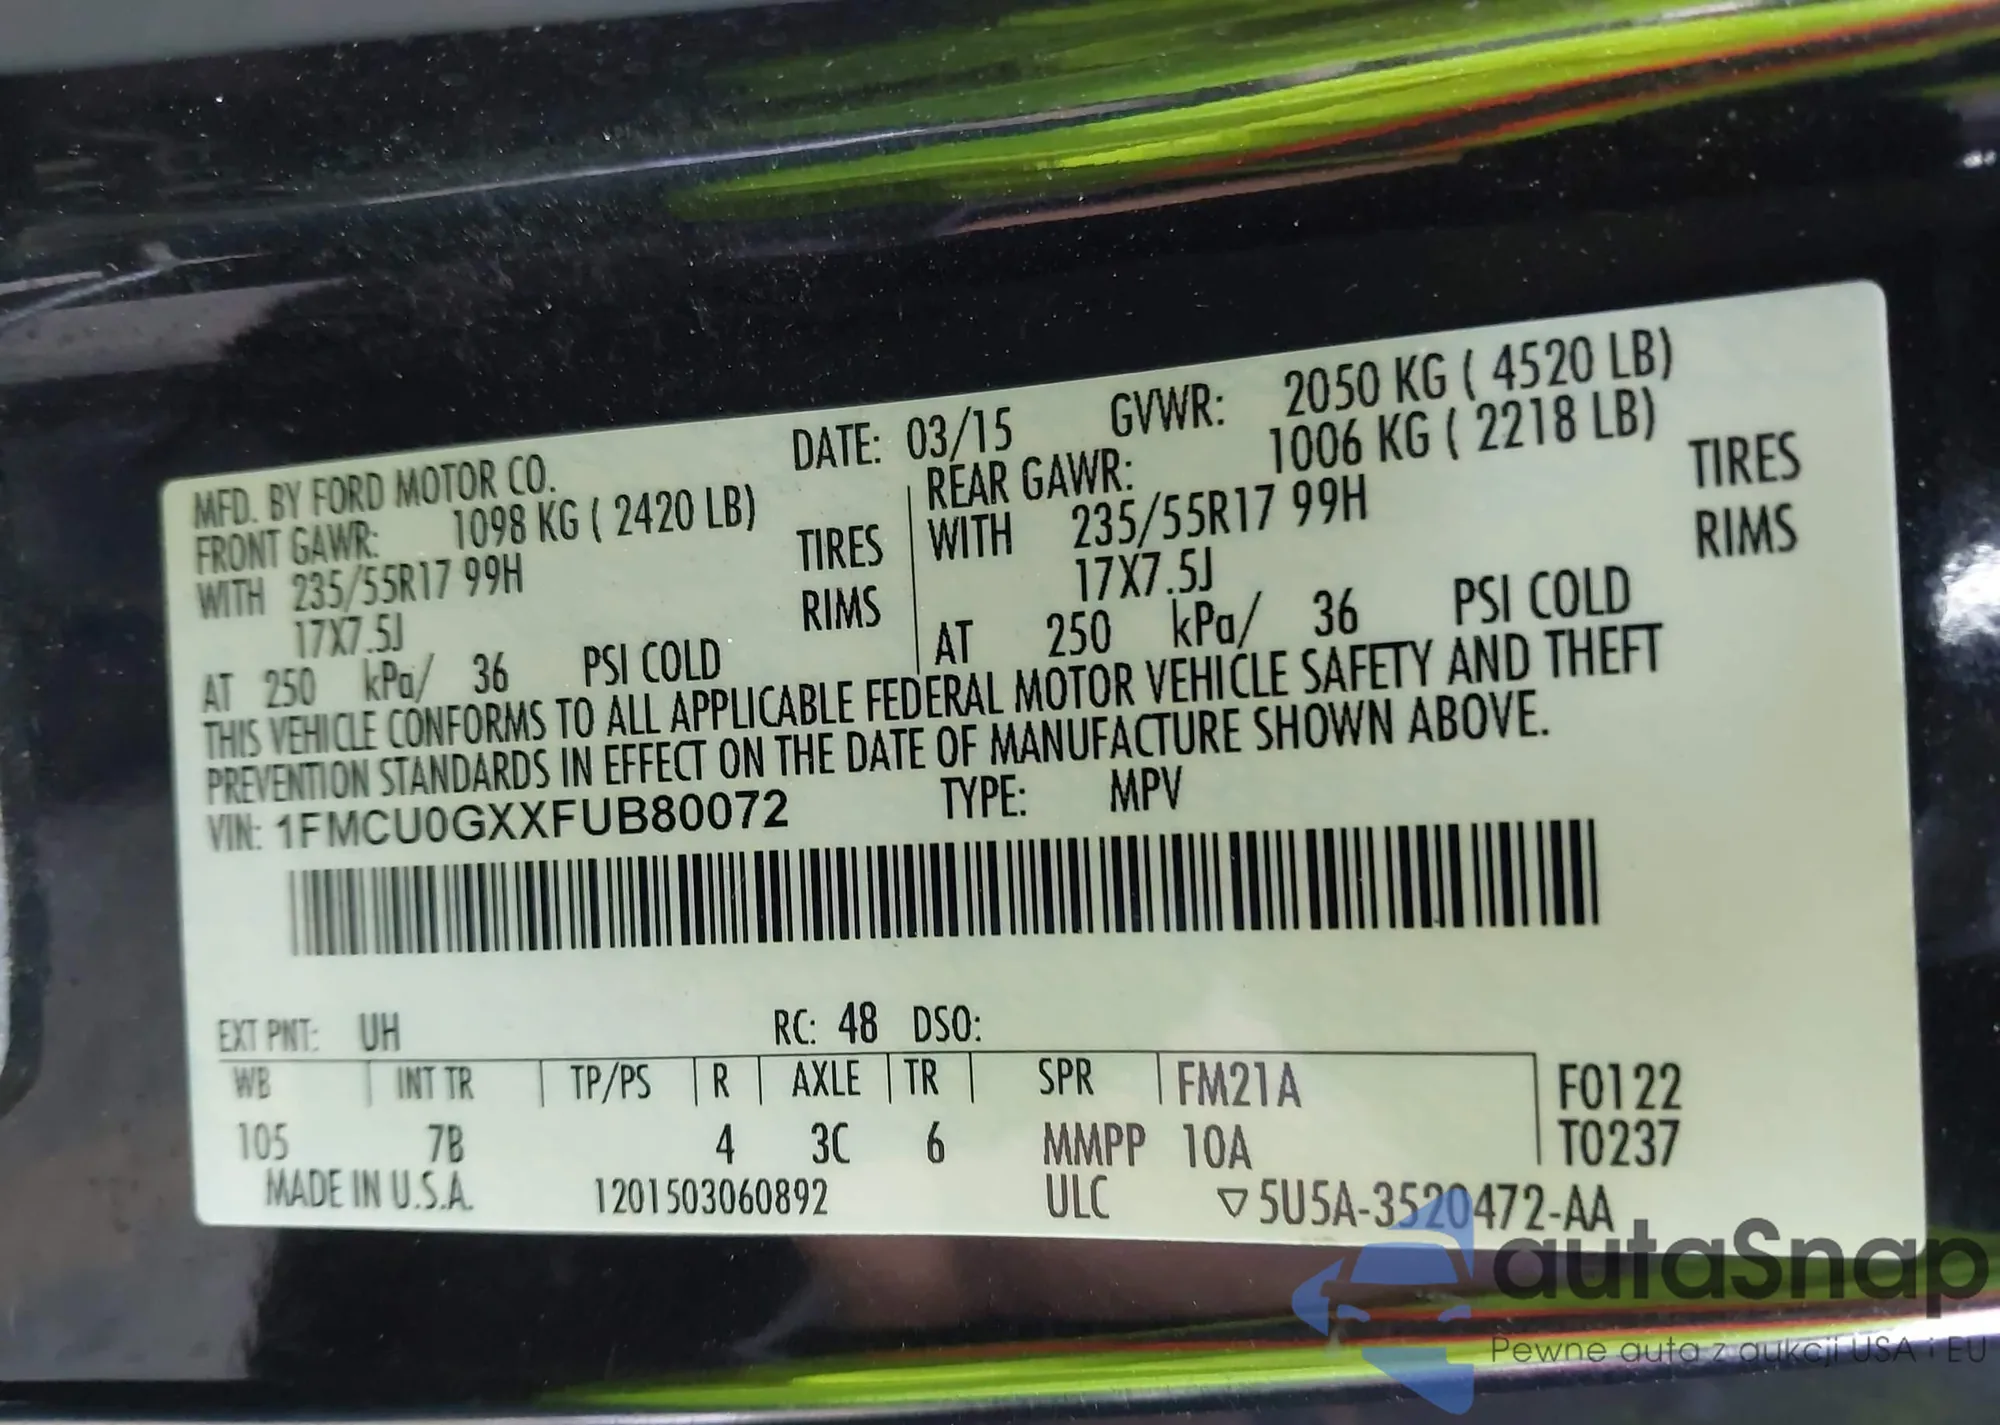 MFD. BY FORD MOTOR CO. DATE: 03/15 GVWR: 2050 KG ( 4520 LB)
FRONT GAWR: 1098 KG ( 2420 LB) REAR GAWR: 1006 KG ( 2218 LB)
WITH 235/55R17 99H TIRES WITH 235/55R17 99H TIRES
17X7.5J RIMS 17X7.5J RIMS
AT 250 kPa/ 36 PSI COLD AT 250 kPa/ 36 PSI COLD
THIS VEHICLE CONFORMS TO ALL APPLICABLE FEDERAL MOTOR VEHICLE SAFETY AND THEFT
PREVENTION STANDARDS IN EFFECT ON THE DATE OF MANUFACTURE SHOWN ABOVE.
VIN: 1FMCU0GXXFUB80072 TYPE: MPV
EXT PNT: UH RC: 48 DSO:
WB INT TR TP/PS R AXLE TR SPR FM21A F0122
105 7B 4 3C 6 MMPP 10A T0237
MADE IN U.S.A. 1201503060892 ULC ▽5U5A-3520472-AA
autaSnap
Pewne auta z aukcji USA i EU